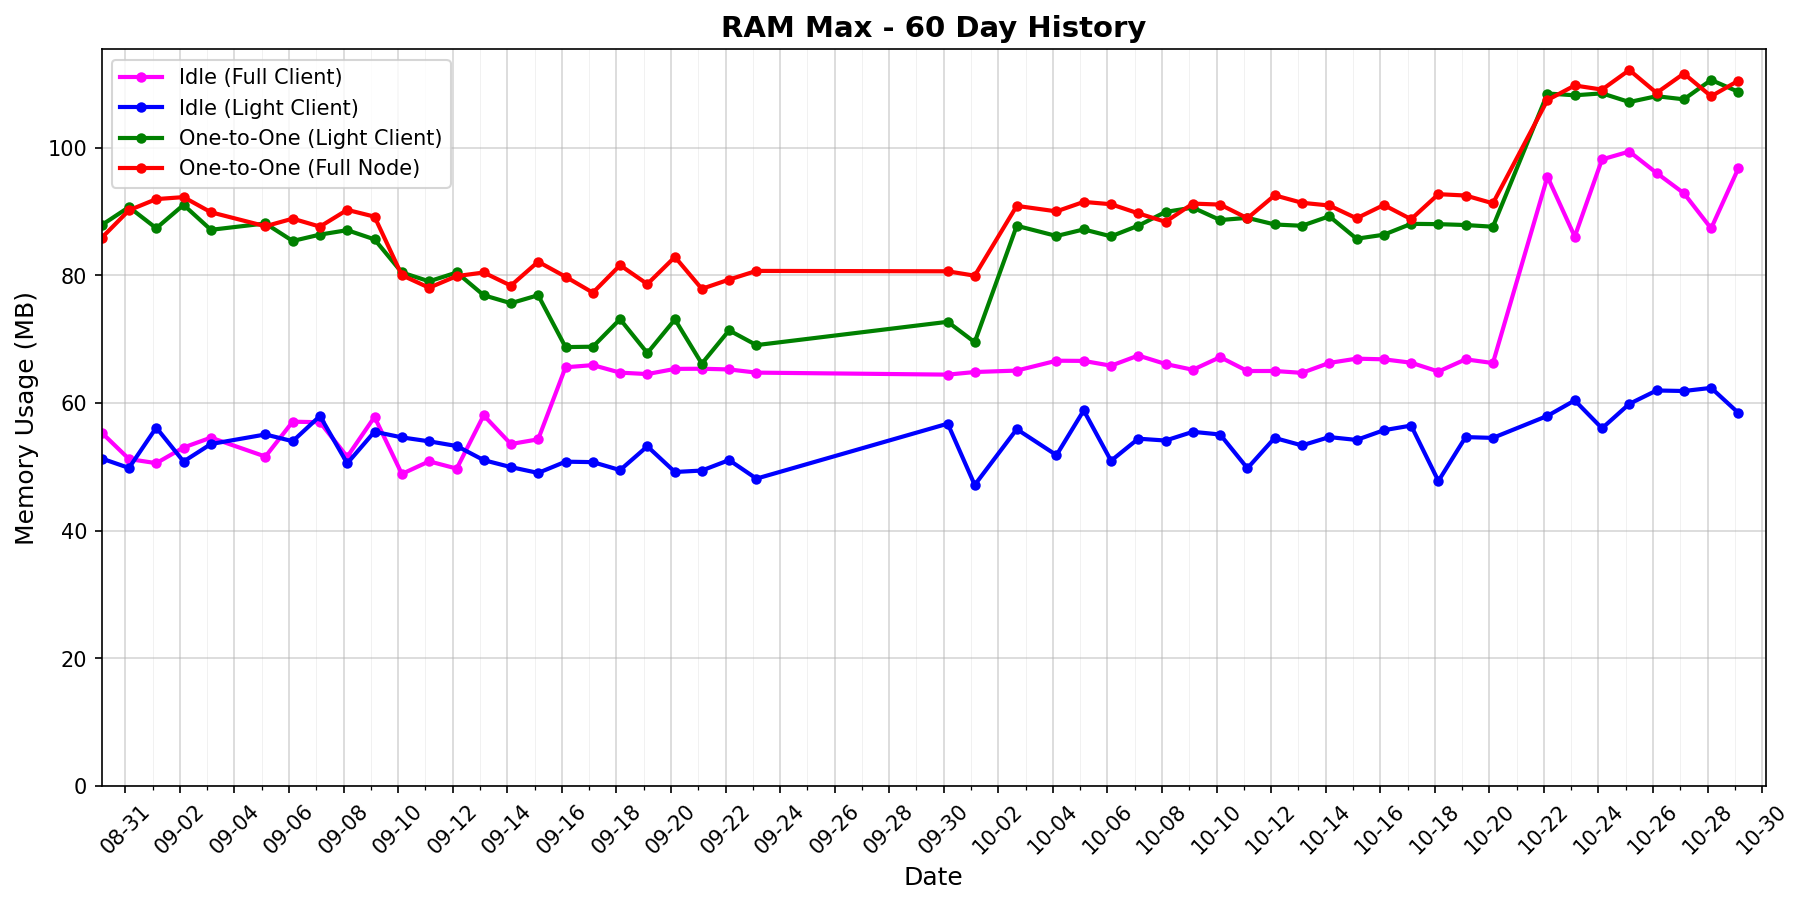 RAM Max - 60 Day History
Idle (Full Client)
Idle (Light Client)
One-to-One (Light Client)
One-to-One (Full Node)
Memory Usage (MB)
100
80
60
40
20
0
08-31 09-02 09-04 09-06 09-08 09-10 09-12 09-14 09-16 09-18 09-20 09-22 09-24 09-26 09-28 09-30 10-02 10-04 10-06 10-08 10-10 10-12 10-14 10-16 10-18 10-20 10-22 10-24 10-26 10-28 10-30
Date